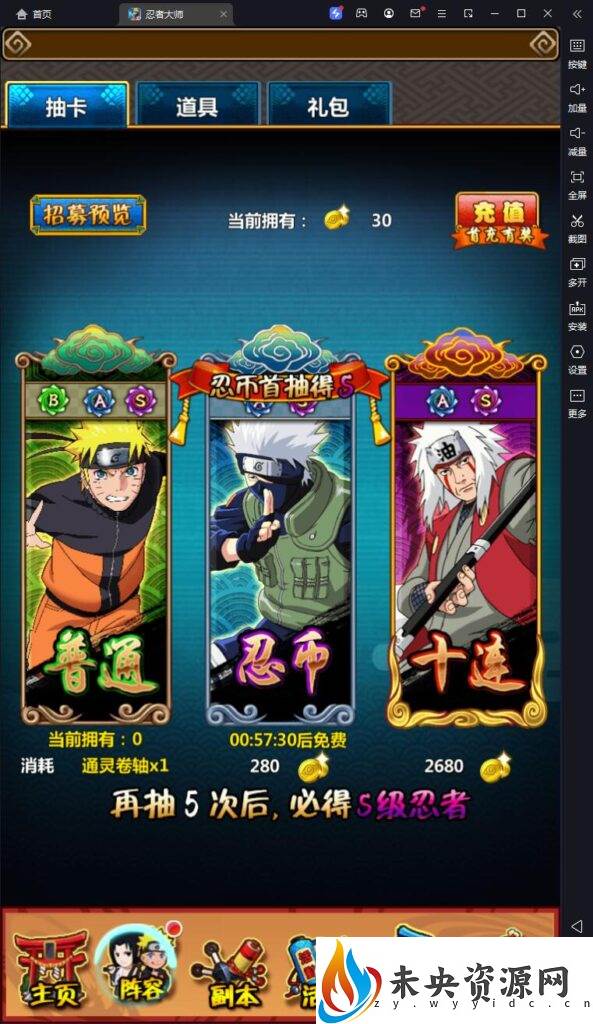 首页
忍者大师
抽卡
道具
礼包
招募预览
当前拥有：
30
充值
首充有奖
忍币首抽得S
B
A
S
A
S
油
普通
忍币
十连
当前拥有：0
00:57:30后免费
消耗
通灵卷轴x1
280
2680
再抽5次后，必得S级忍者
主页
阵容
副本
活
按键
加量
减量
全屏
截图
多开
APK
安装
设置
更多
未央资源网
zy.wyyidc.cn